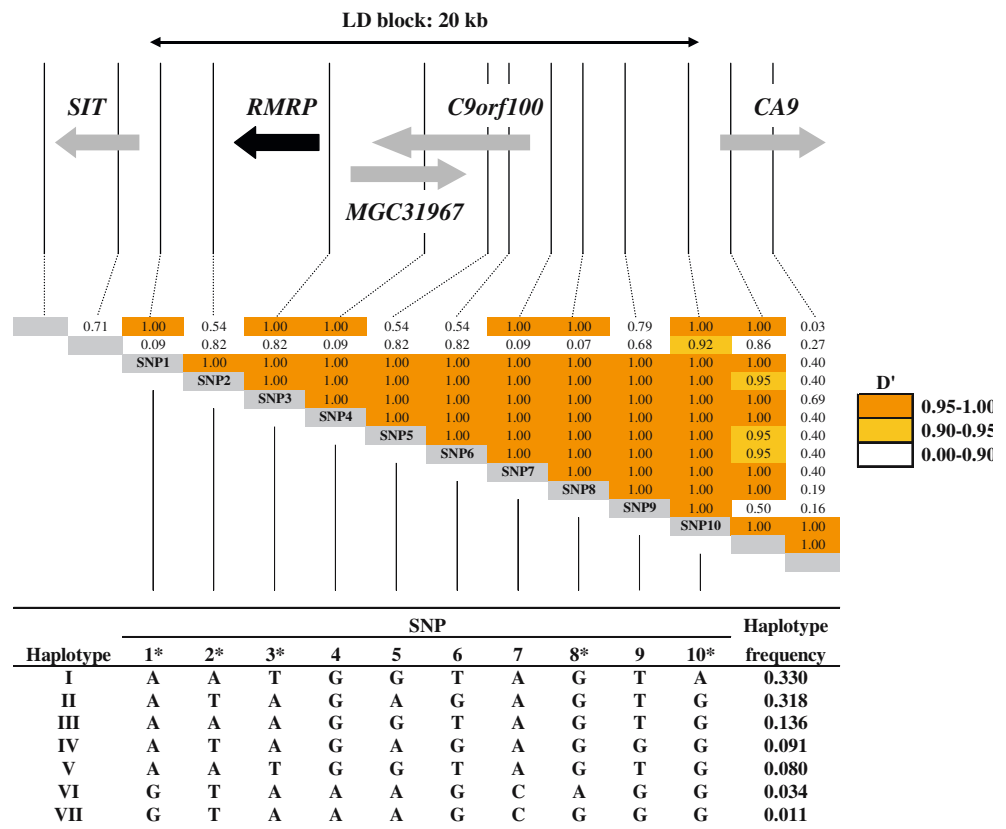 LD block: 20 kb
SIT RMRP C9orf100 CA9
MGC31967
0.71 1.00 0.54 1.00 1.00 0.54 0.54 1.00 1.00 0.79 1.00 1.00 0.03
0.09 0.82 0.82 0.09 0.82 0.82 0.09 0.07 0.68 0.92 0.86 0.27
SNP1 1.00 1.00 1.00 1.00 1.00 1.00 1.00 1.00 1.00 1.00 0.40
SNP2 1.00 1.00 1.00 1.00 1.00 1.00 1.00 1.00 0.95 0.40
SNP3 1.00 1.00 1.00 1.00 1.00 1.00 1.00 1.00 0.69
SNP4 1.00 1.00 1.00 1.00 1.00 1.00 1.00 0.40
SNP5 1.00 1.00 1.00 1.00 1.00 0.95 0.40
SNP6 1.00 1.00 1.00 1.00 0.95 0.40
SNP7 1.00 1.00 1.00 1.00 0.40
SNP8 1.00 1.00 1.00 0.19
SNP9 1.00 0.50 0.16
SNP10 1.00 1.00
1.00
D'
0.95-1.00
0.90-0.95
0.00-0.90
SNP Haplotype
Haplotype 1* 2* 3* 4 5 6 7 8* 9 10* frequency
I A A T G G T A G T A 0.330
II A T A G A G A G T G 0.318
III A A A G G T A G T G 0.136
IV A T A G A G A G G G 0.091
V A A T G G T A G T G 0.080
VI G T A A A G C A G G 0.034
VII G T A A A G C G G G 0.011